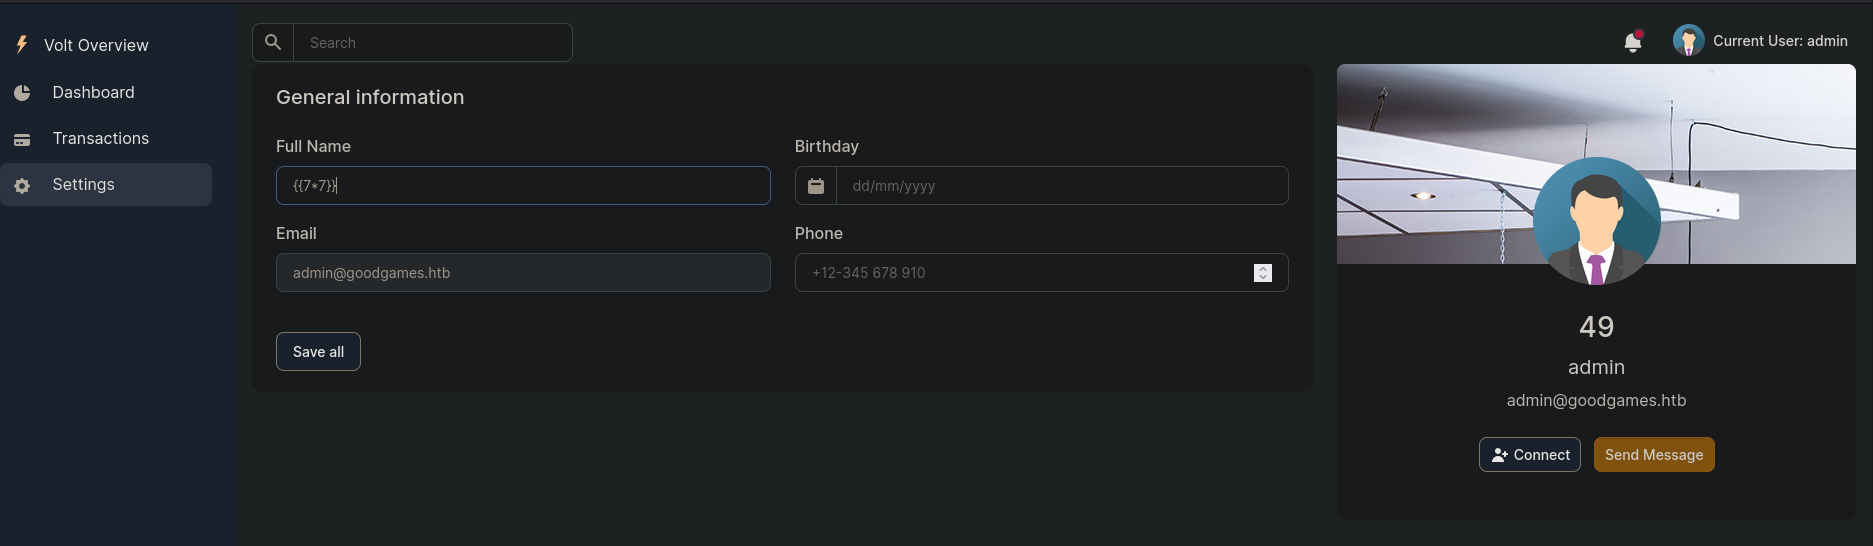 Volt Overview
Dashboard
Transactions
Settings
Search
Current User: admin
General information
Full Name
Birthday
{{7*7}}
dd/mm/yyyy
Email
Phone
admin@goodgames.htb
+12-345 678 910
Save all
49
admin
admin@goodgames.htb
Connect
Send Message